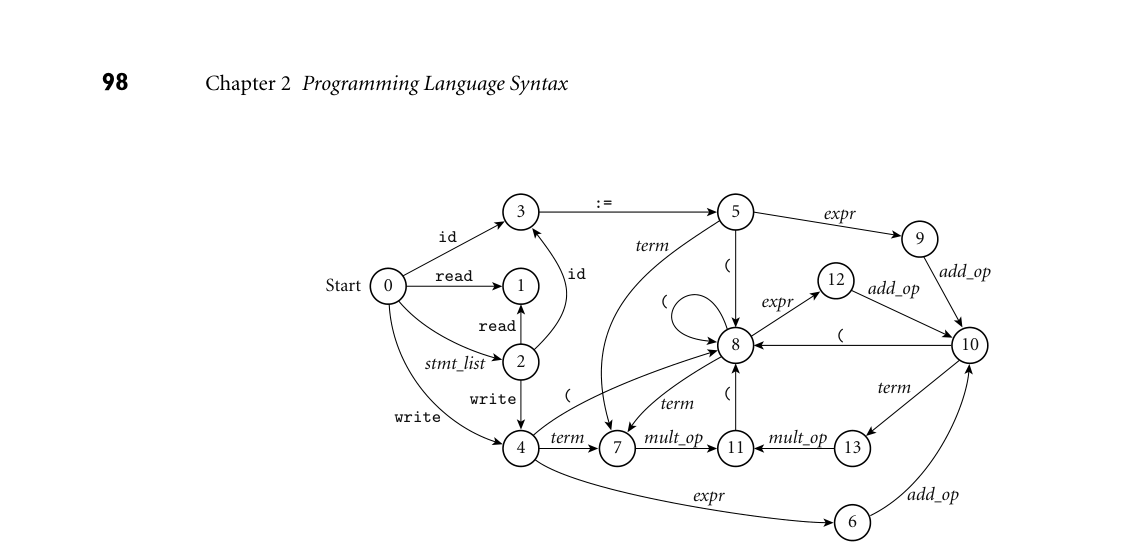 98 Chapter 2 Programming Language Syntax
3 := 5 expr
9
id term ( 12 add_op
Start 0 read 1 id ( expr add_op
read 8 ( 10
stmt_list 2
write ( term ( term
write
4 term 7 mult_op 11 mult_op 13
expr add_op
6